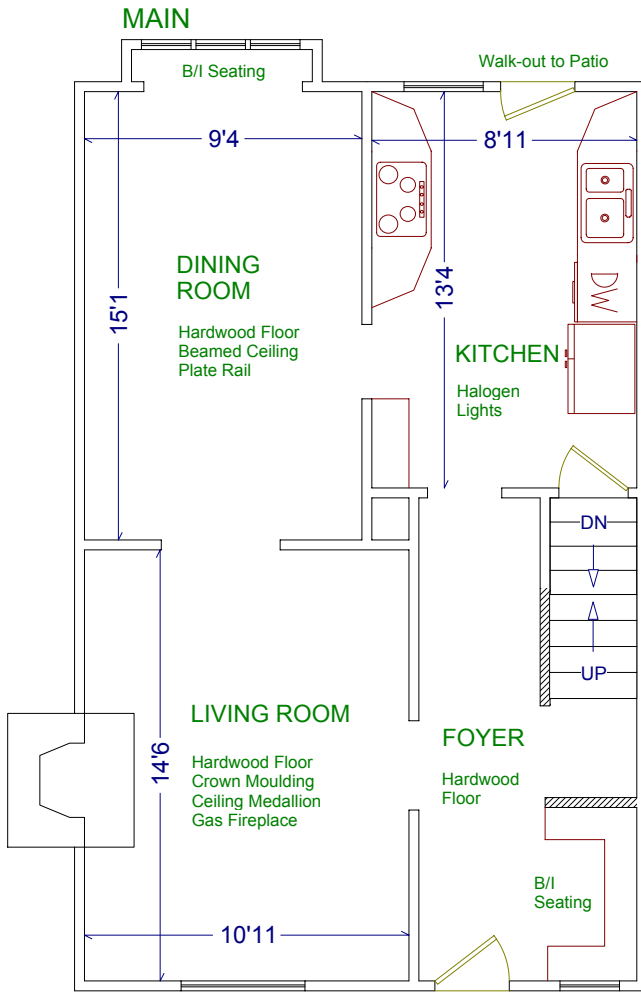 MAIN
B/I Seating
Walk-out to Patio
9'4
8'11
15'1
13'4
DINING
ROOM
Hardwood Floor
Beamed Ceiling
Plate Rail
DW
KITCHEN
Halogen
Lights
DN
UP
LIVING ROOM
Hardwood Floor
Crown Moulding
Ceiling Medallion
Gas Fireplace
14'6
FOYER
Hardwood
Floor
B/I
Seating
10'11